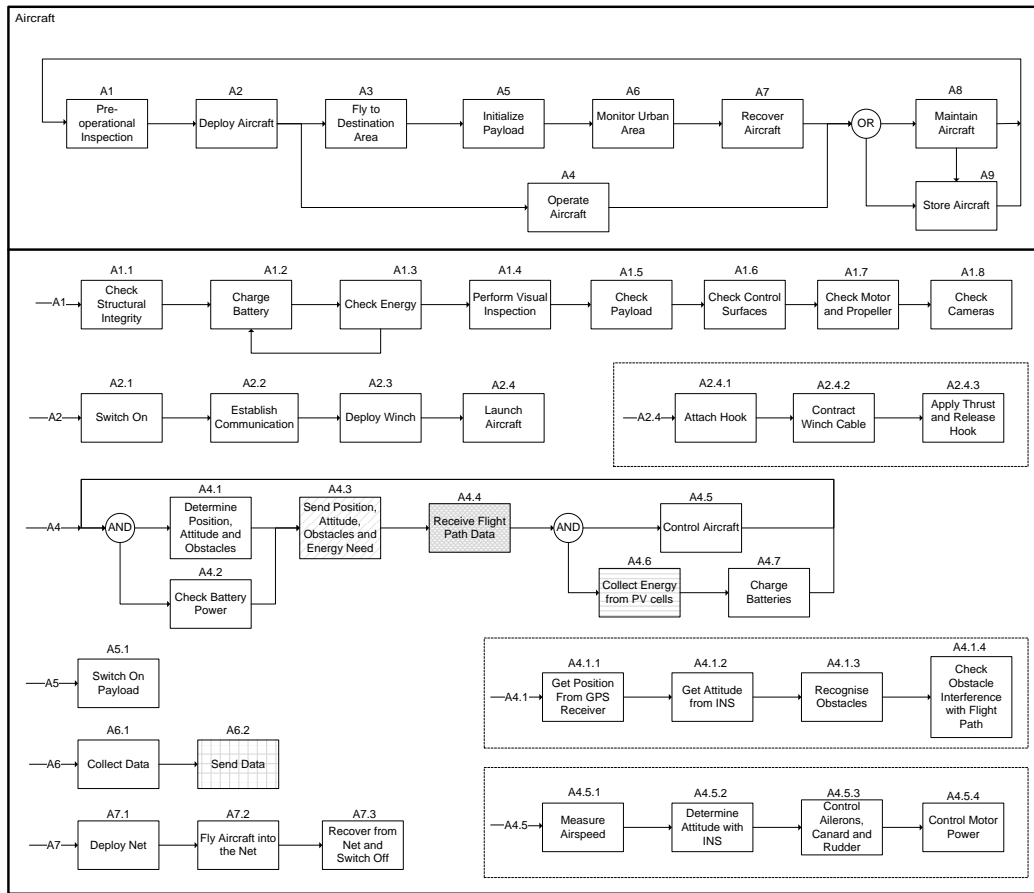 Aircraft
A1
Pre-
operational
Inspection
A2
Deploy Aircraft
A3
Fly to
Destination
Area
A5
Initialize
Payload
A6
Monitor Urban
Area
A7
Recover
Aircraft
OR
A8
Maintain
Aircraft
A4
Operate
Aircraft
A9
Store Aircraft
A1
A1.1
Check
Structural
Integrity
A1.2
Charge
Battery
A1.3
Check Energy
A1.4
Perform Visual
Inspection
A1.5
Check
Payload
A1.6
Check Control
Surfaces
A1.7
Check Motor
and Propeller
A1.8
Check
Cameras
A2
A2.1
Switch On
A2.2
Establish
Communication
A2.3
Deploy Winch
A2.4
Launch
Aircraft
A2.4
A2.4.1
Attach Hook
A2.4.2
Contract
Winch Cable
A2.4.3
Apply Thrust
and Release
Hook
A4
AND
A4.1
Determine
Position,
Attitude and
Obstacles
A4.2
Check Battery
Power
A4.3
Send Position,
Attitude,
Obstacles and
Energy Need
A4.4
Receive Flight
Path Data
AND
A4.5
Control Aircraft
A4.6
Collect Energy
from PV cells
A4.7
Charge
Batteries
A5
A5.1
Switch On
Payload
A4.1
A4.1.1
Get Position
From GPS
Receiver
A4.1.2
Get Attitude
from INS
A4.1.3
Recognise
Obstacles
A4.1.4
Check
Obstacle
Interference
with Flight
Path
A6
A6.1
Collect Data
A6.2
Send Data
A7
A7.1
Deploy Net
A7.2
Fly Aircraft into
the Net
A7.3
Recover from
Net and
Switch Off
A4.5
A4.5.1
Measure
Airspeed
A4.5.2
Determine
Attitude with
INS
A4.5.3
Control
Ailerons,
Canard and
Rudder
A4.5.4
Control Motor
Power